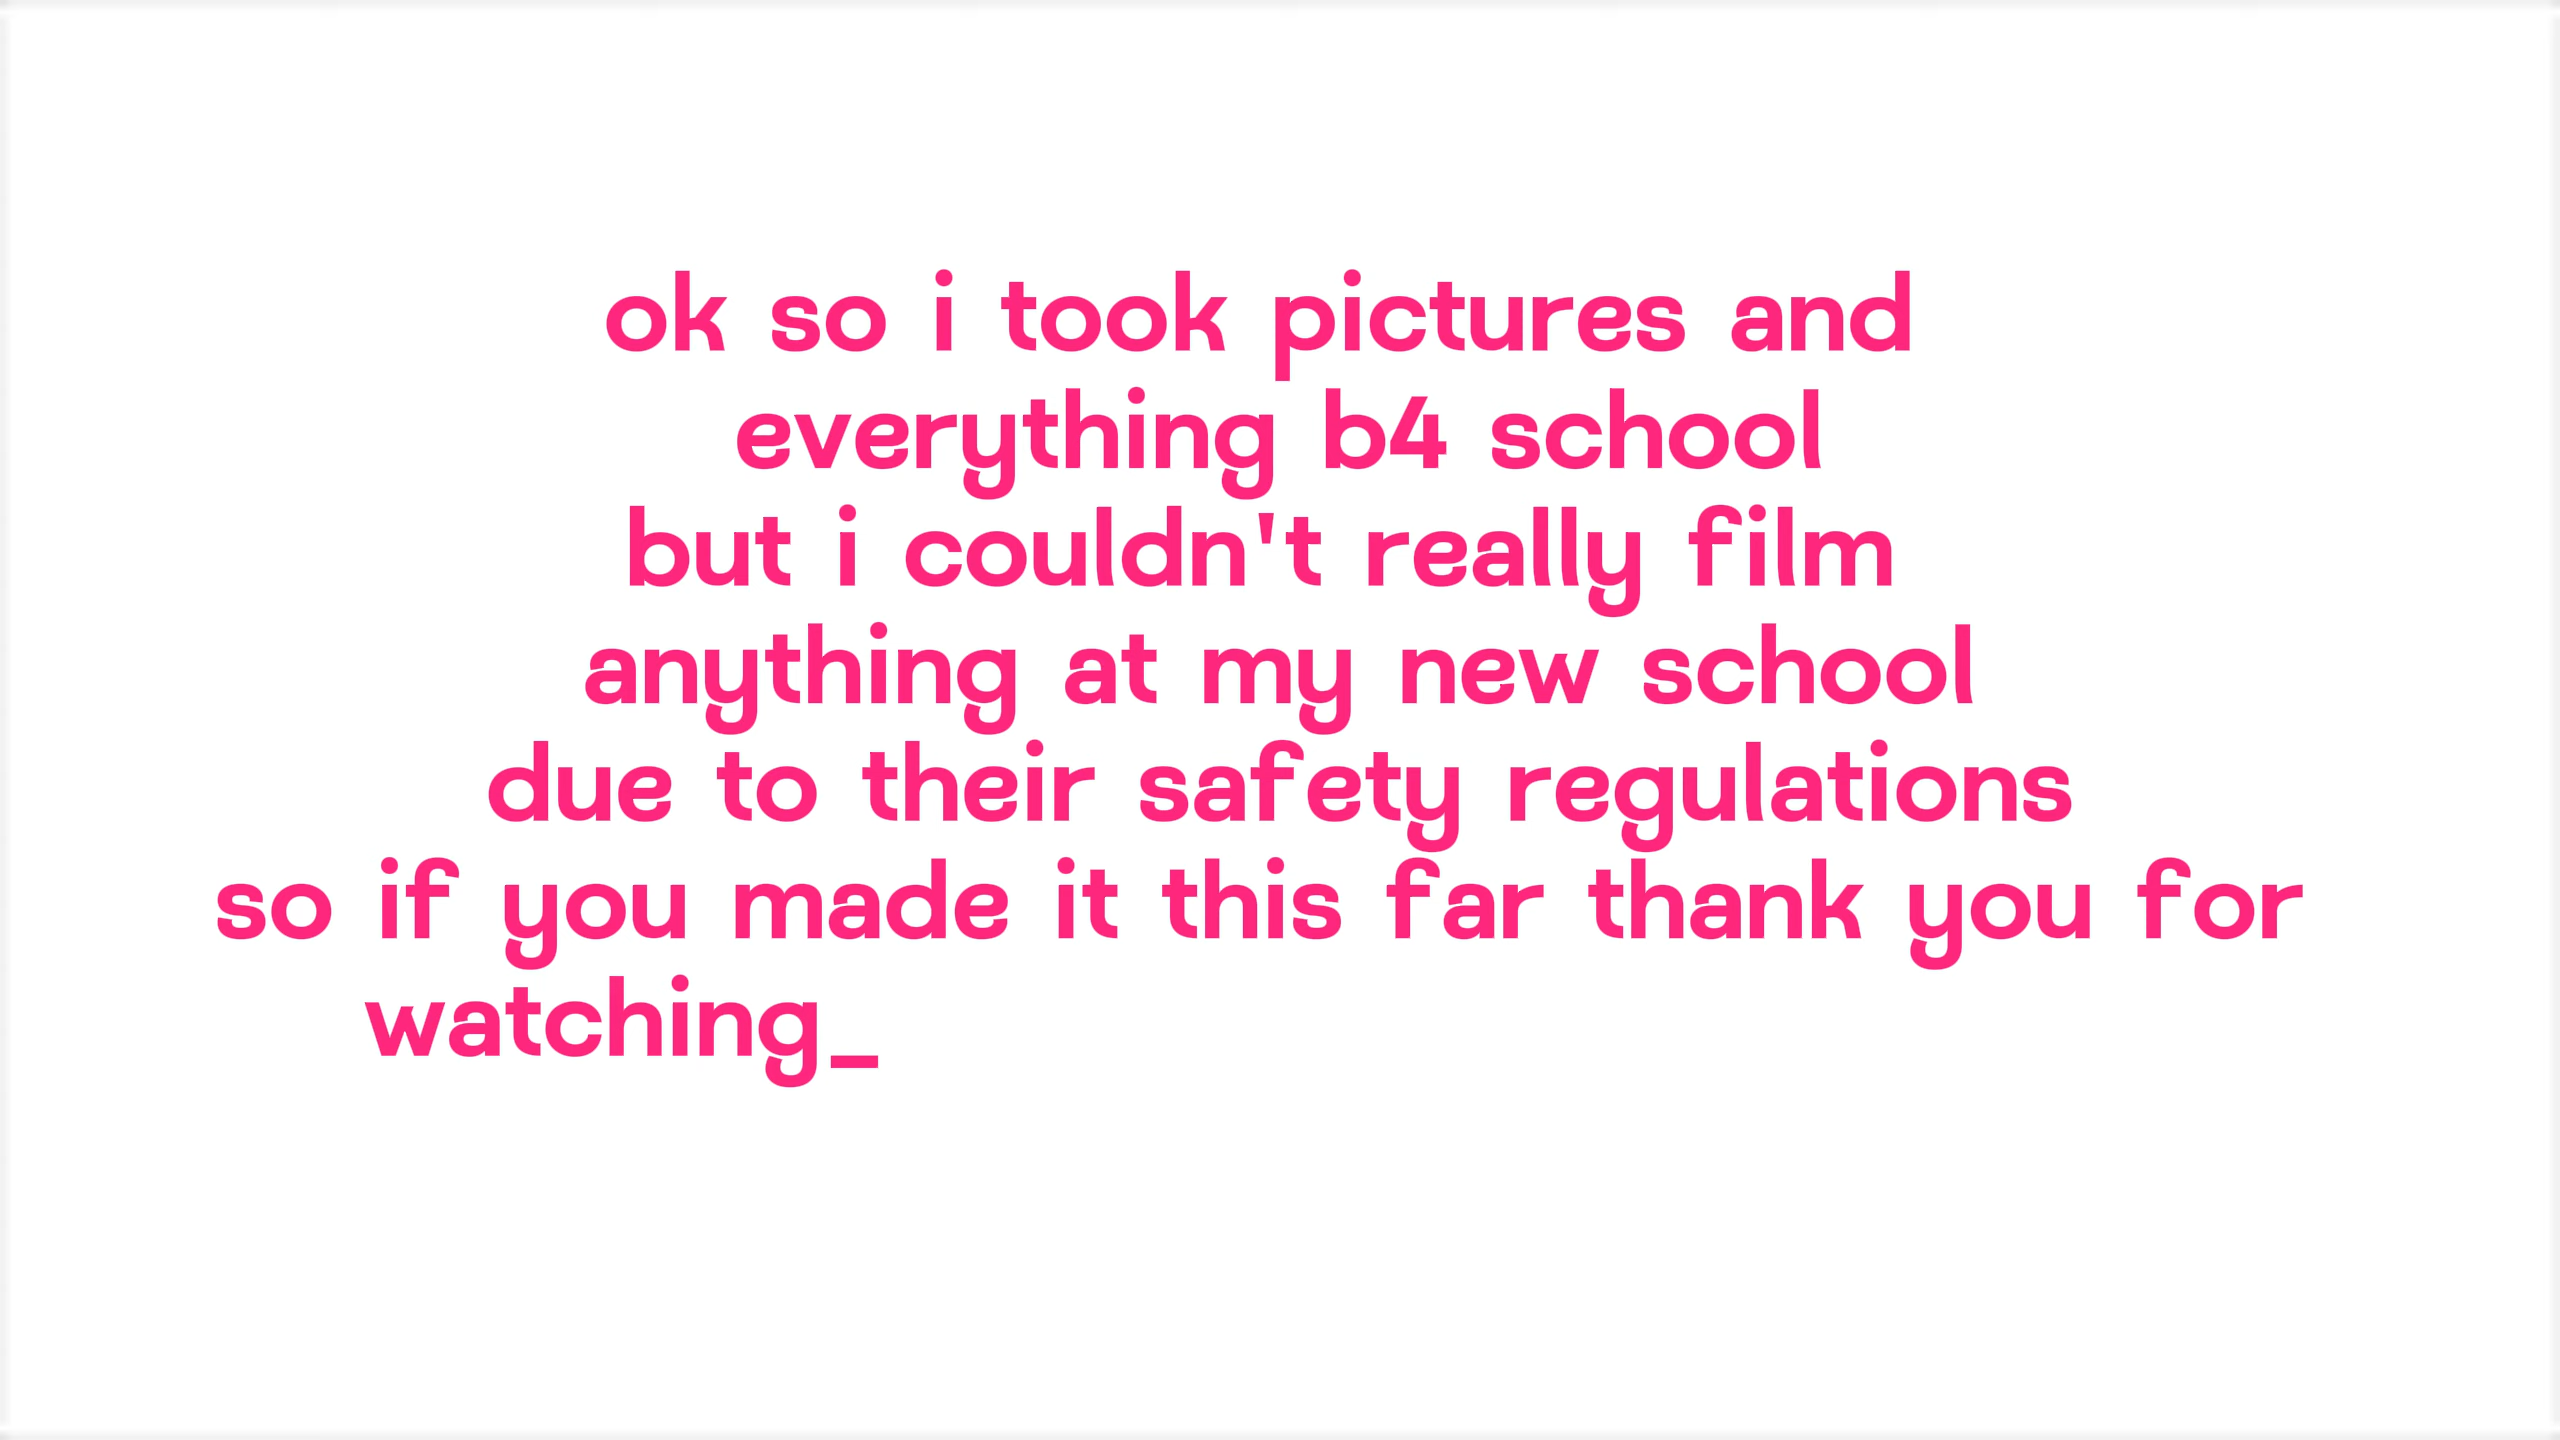 ok so i took pictures and
everything b4 school
but i couldn't really film
anything at my new school
due to their safety regulations
so if you made it this far thank you for
watching_